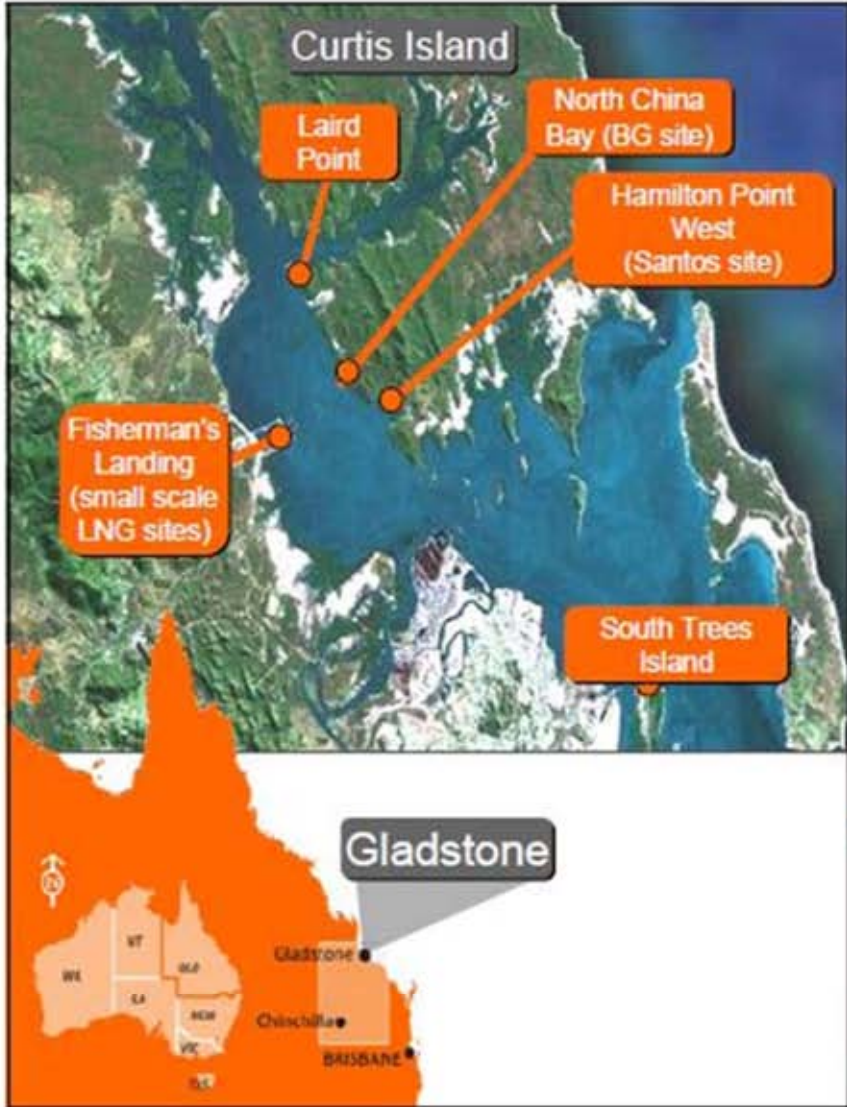 Curtis Island
Laird
Point
North China
Bay (BG site)
Hamilton Point
West
(Santos site)
Fisherman's
Landing
(small scale
LNG sites)
South Trees
Island
Gladstone
Gladstone
Chinchilla
BRISBANE
WA
NT
QLD
SA
NSW
VIC
TAS